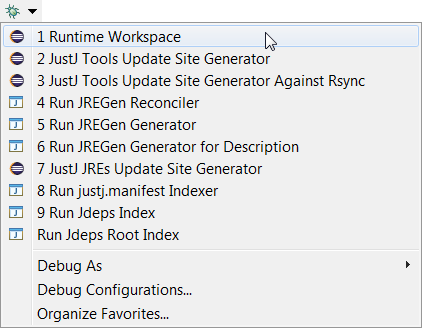 1 Runtime Workspace
2 JustJ Tools Update Site Generator
3 JustJ Tools Update Site Generator Against Rsync
4 Run JREGen Reconciler
5 Run JREGen Generator
6 Run JREGen Generator for Description
7 JustJ JREs Update Site Generator
8 Run justj.manifest Indexer
9 Run Jdeps Index
Run Jdeps Root Index
Debug As
Debug Configurations...
Organize Favorites...